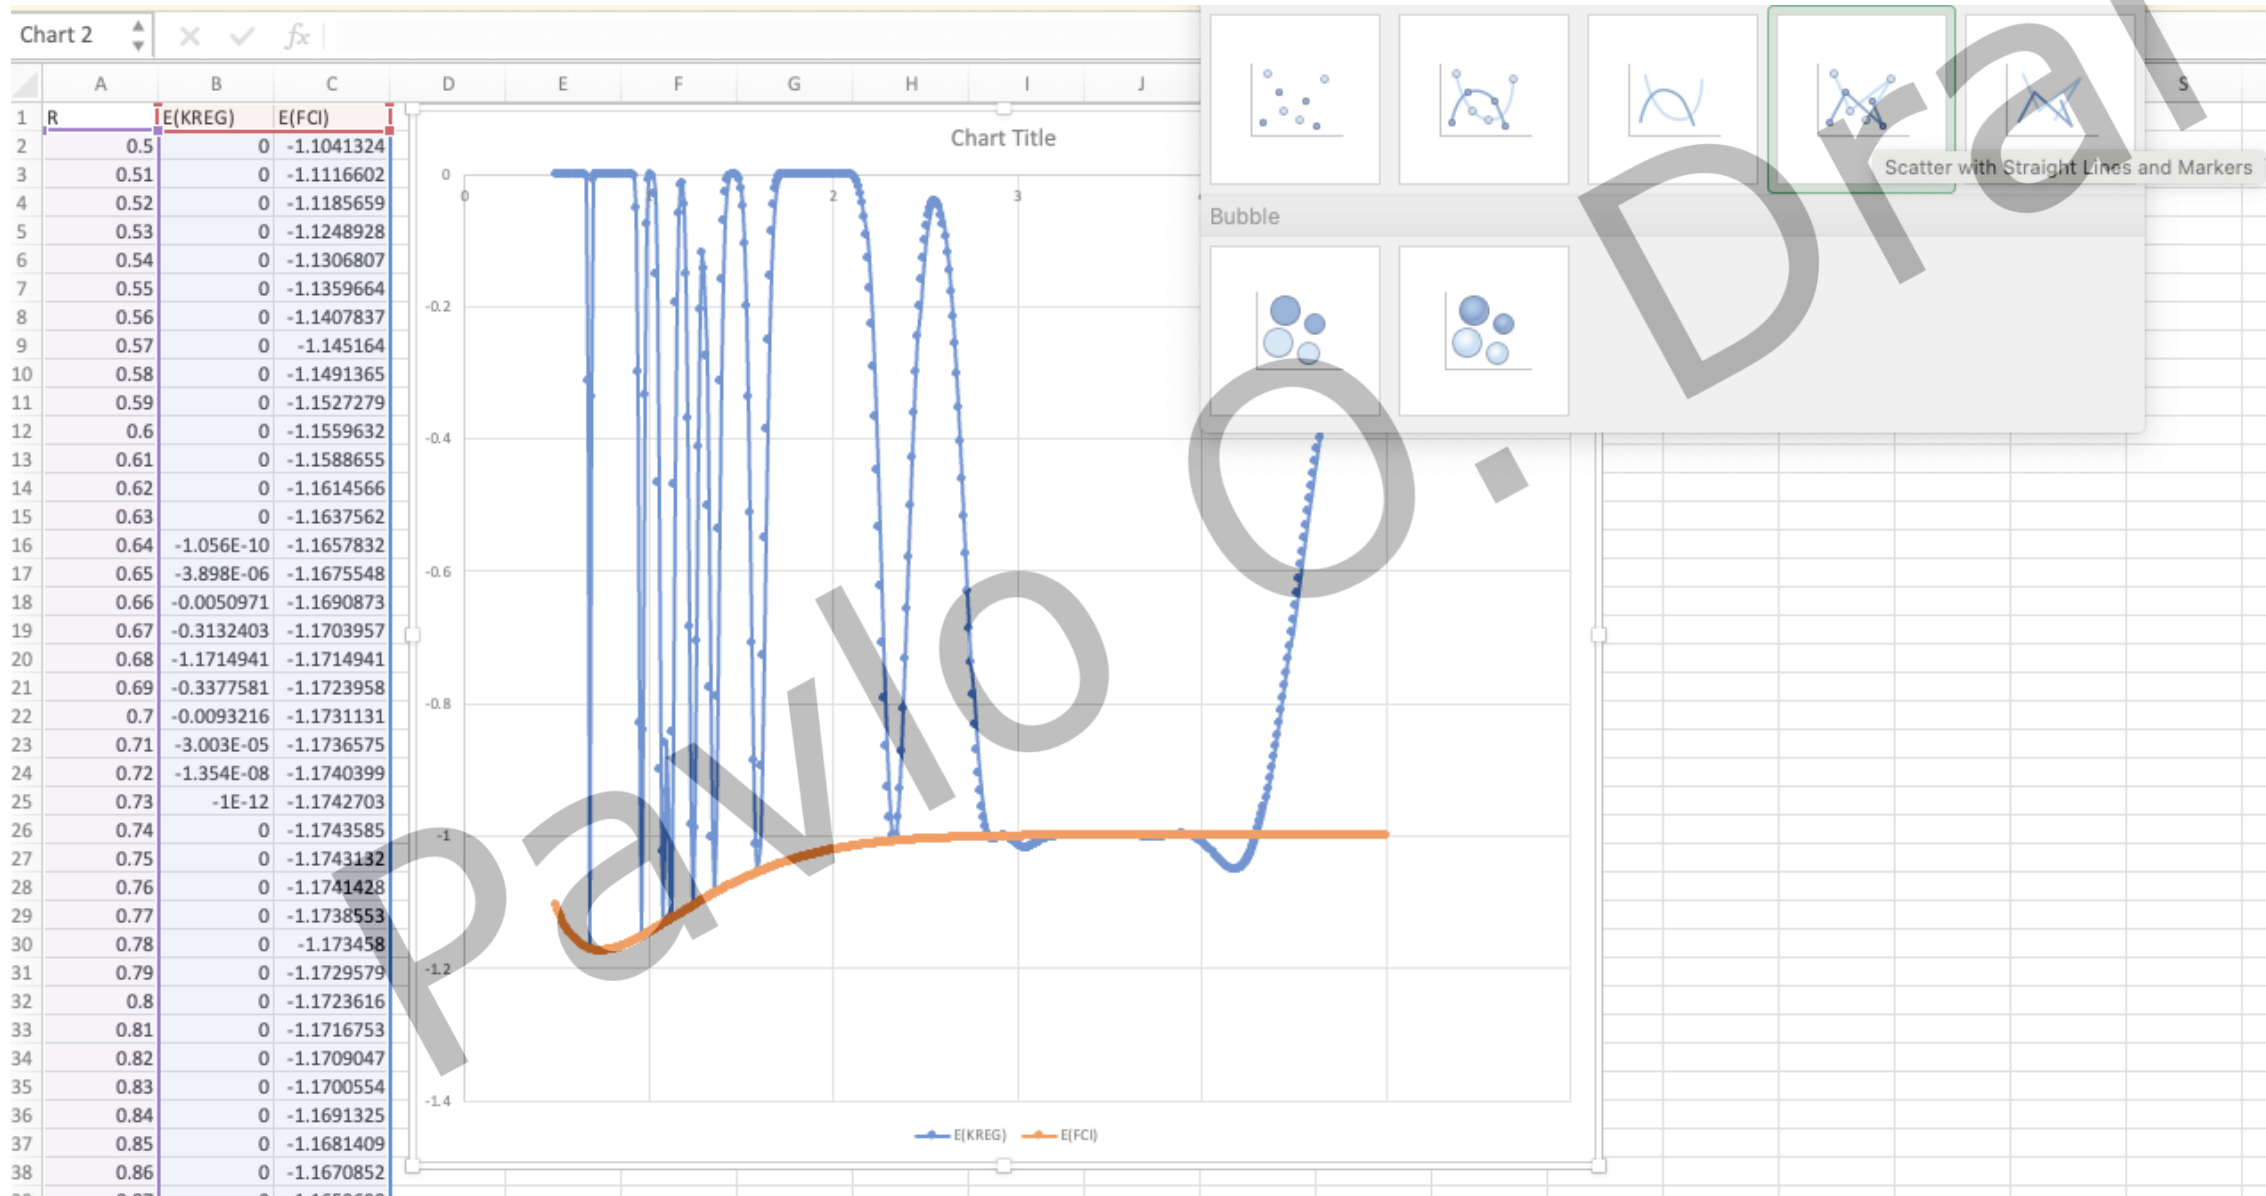 Chart 2 fx
A B C D E F G H I J S
1 R E(KREG) E(FCI)
2 0.5 0 -1.1041324
3 0.51 0 -1.1116602
4 0.52 0 -1.1185659
5 0.53 0 -1.1248928
6 0.54 0 -1.1306807
7 0.55 0 -1.1359664
8 0.56 0 -1.1407837
9 0.57 0 -1.145164
10 0.58 0 -1.1491365
11 0.59 0 -1.1527279
12 0.6 0 -1.1559632
13 0.61 0 -1.1588655
14 0.62 0 -1.1614566
15 0.63 0 -1.1637562
16 0.64 -1.056E-10 -1.1657832
17 0.65 -3.898E-06 -1.1675548
18 0.66 -0.0050971 -1.1690873
19 0.67 -0.3132403 -1.1703957
20 0.68 -1.1714941 -1.1714941
21 0.69 -0.3377581 -1.1723958
22 0.7 -0.0093216 -1.1731131
23 0.71 -3.003E-05 -1.1736575
24 0.72 -1.354E-08 -1.1740399
25 0.73 -1E-12 -1.1742703
26 0.74 0 -1.1743585
27 0.75 0 -1.1743132
28 0.76 0 -1.1741428
29 0.77 0 -1.1738553
30 0.78 0 -1.173458
31 0.79 0 -1.1729579
32 0.8 0 -1.1723616
33 0.81 0 -1.1716753
34 0.82 0 -1.1709047
35 0.83 0 -1.1700554
36 0.84 0 -1.1691325
37 0.85 0 -1.1681409
38 0.86 0 -1.1670852
Chart Title
0
0 2 3
-0.2
-0.4
-0.6
-0.8
-1
-1.2
-1.4
E(KREG) E(FCI)
Scatter with Straight Lines and Markers
Bubble
Pavlo O. Dral